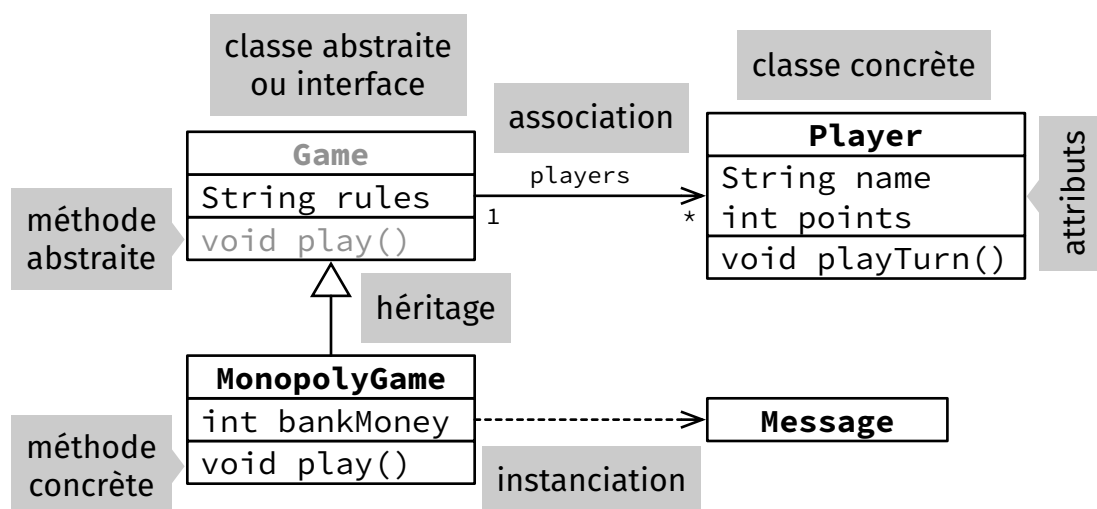 classe abstraite
ou interface
classe concrète
association
Game
String rules
void play()
players
1
*
Player
String name
int points
void playTurn()
attributs
méthode
abstraite
héritage
MonopolyGame
int bankMoney
void play()
Message
méthode
concrète
instanciation